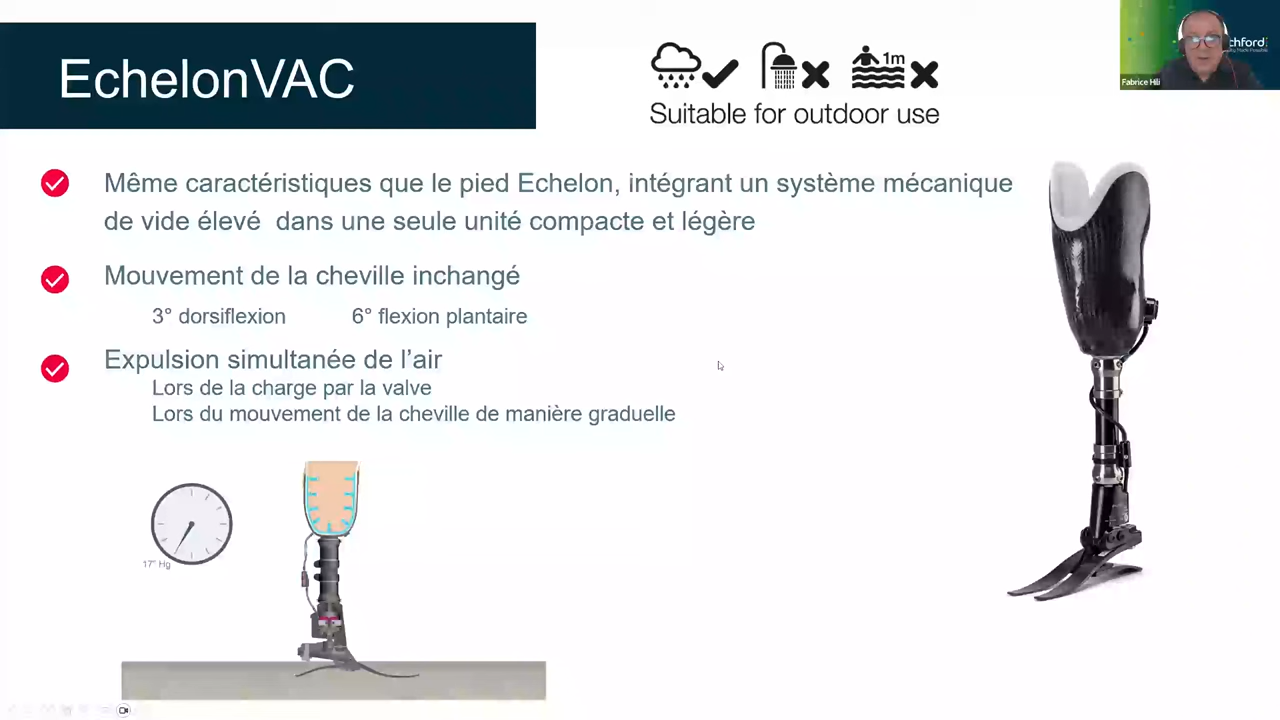 EchelonVAC
1m
Suitable for outdoor use
chford
Fabrice Hili
Même caractéristiques que le pied Echelon, intégrant un système mécanique
de vide élevé dans une seule unité compacte et légère
Mouvement de la cheville inchangé
3° dorsiflexion 6° flexion plantaire
Expulsion simultanée de l’air
Lors de la charge par la valve
Lors du mouvement de la cheville de manière graduelle
17" Hg